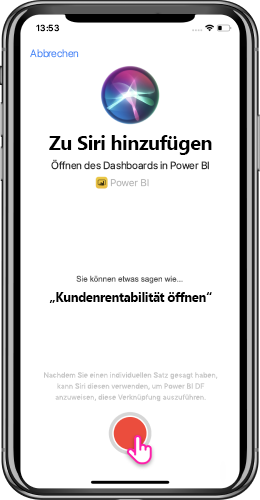 13:53
Abbrechen
Zu Siri hinzufügen
Öffnen des Dashboards in Power BI
Power BI
Sie können etwas sagen wie...
„Kundenrentabilität öffnen“
Nachdem Sie einen individuellen Satz gesagt haben,
kann Siri diesen verwenden, um Power BI DF
anzuweisen, diese Verknüpfung auszuführen.